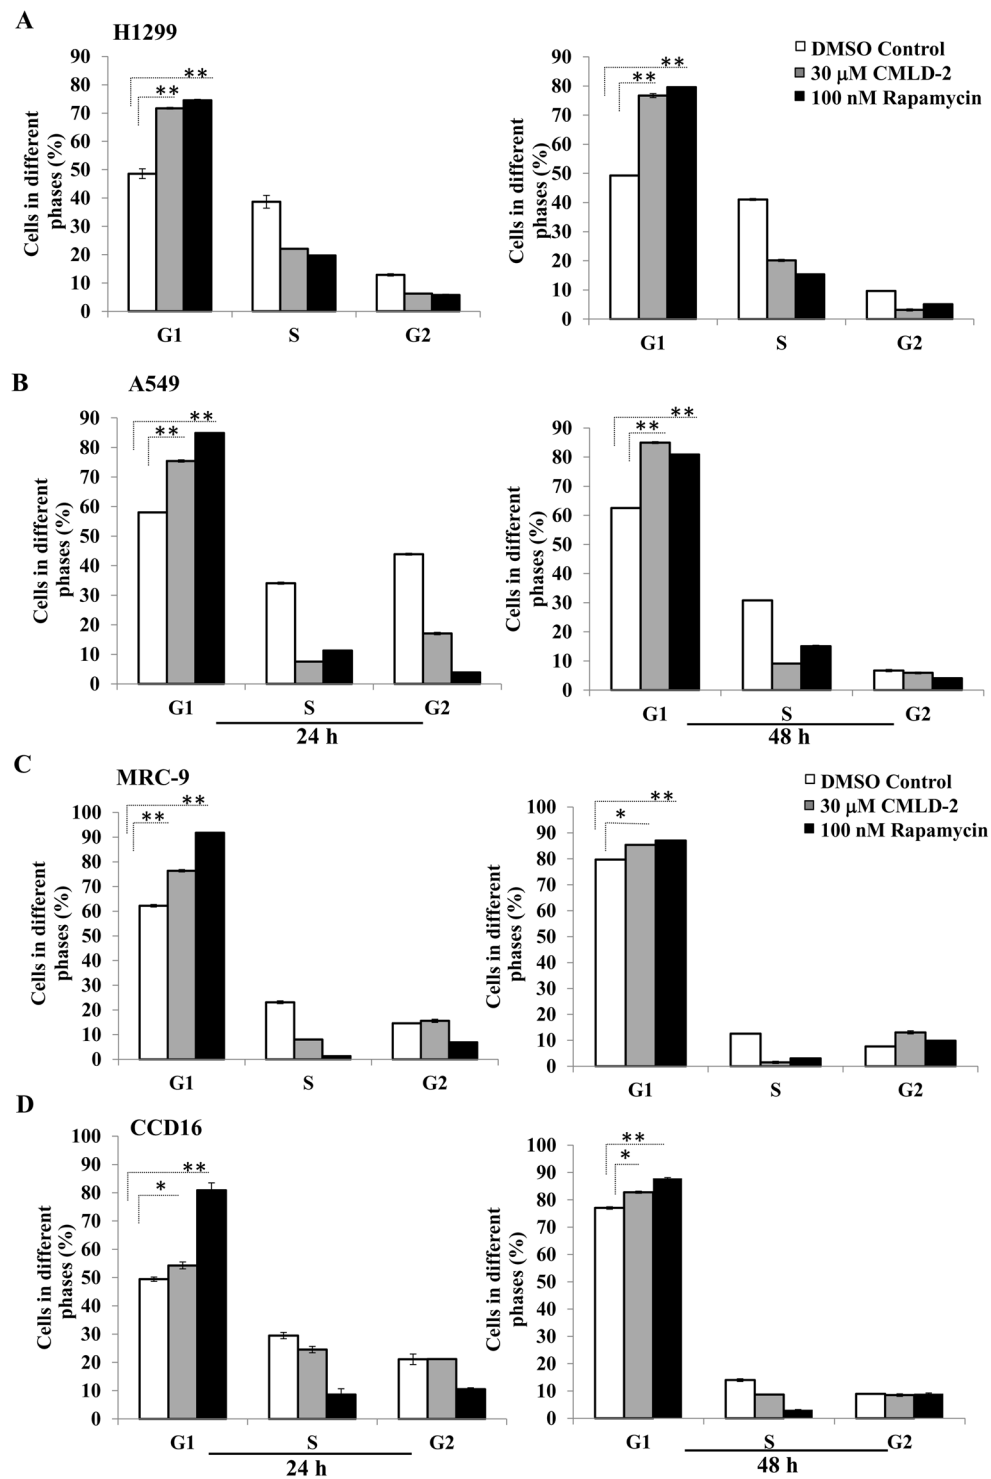 A
H1299
DMSO Control
30 μM CMLD-2
100 nM Rapamycin
Cells in different
phases (%)
90
80
70
60
50
40
30
20
10
0
** **
G1 S G2
Cells in different
phases (%)
90
80
70
60
50
40
30
20
10
0
** **
G1 S G2
B
A549
Cells in different
phases (%)
90
80
70
60
50
40
30
20
10
0
** **
G1 S G2
24 h
Cells in different
phases (%)
90
80
70
60
50
40
30
20
10
0
** **
G1 S G2
48 h
C
MRC-9
DMSO Control
30 μM CMLD-2
100 nM Rapamycin
Cells in different
phases (%)
100
90
80
70
60
50
40
30
20
10
0
** **
G1 S G2
Cells in different
phases (%)
100
90
80
70
60
50
40
30
20
10
0
* **
G1 S G2
D
CCD16
Cells in different
phases (%)
100
90
80
70
60
50
40
30
20
10
0
* **
G1 S G2
24 h
Cells in different
phases (%)
100
90
80
70
60
50
40
30
20
10
0
**
*
G1 S G2
48 h